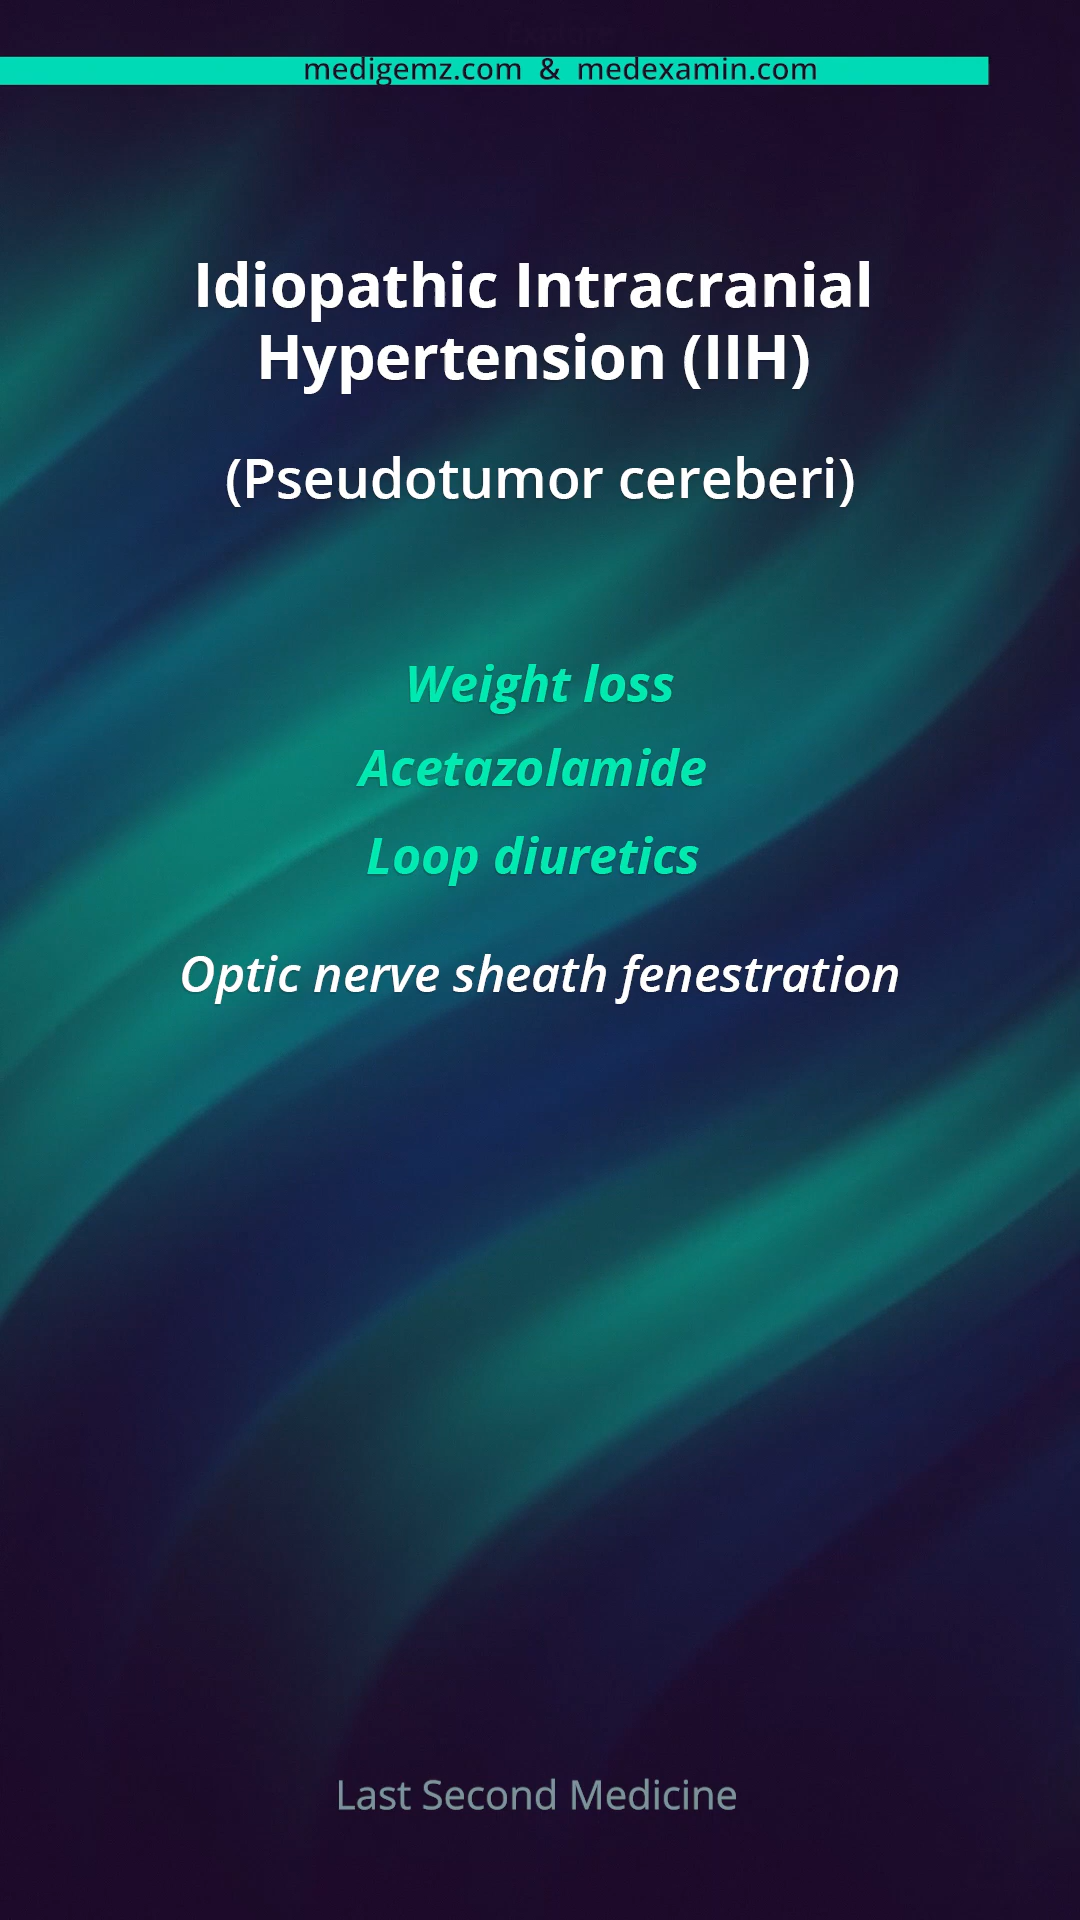 medigemz.com & medexamin.com
Idiopathic Intracranial
Hypertension (IIH)
(Pseudotumor cereberi)
Weight loss
Acetazolamide
Loop diuretics
Optic nerve sheath fenestration
Last Second Medicine